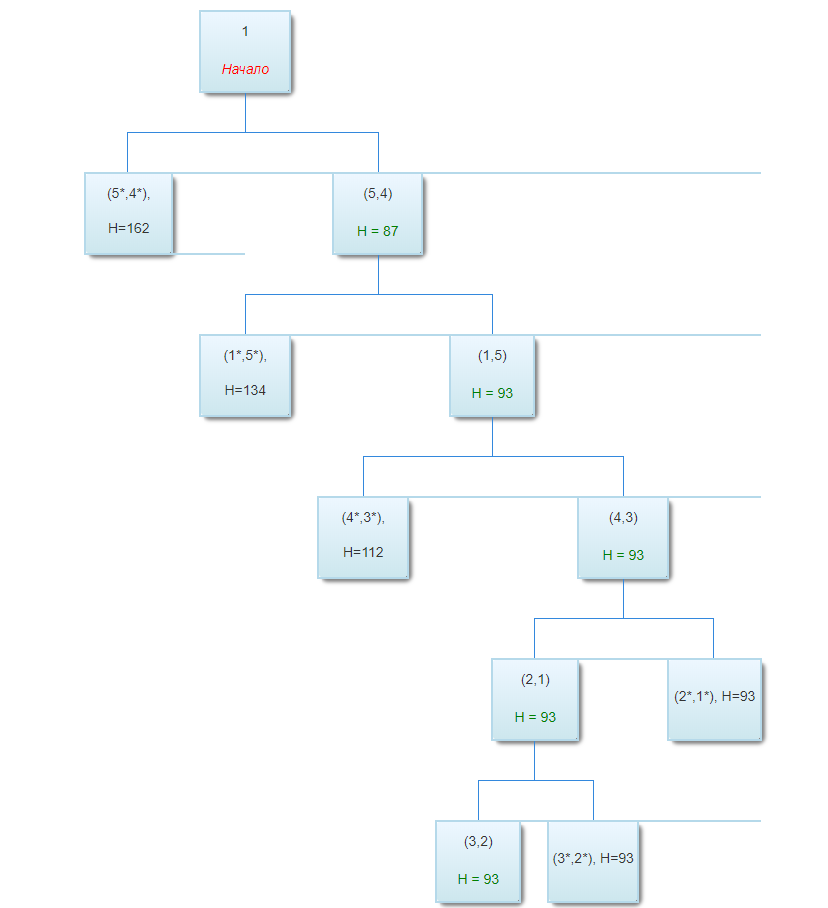 1
Начало
(5*,4*),
H=162
(5,4)
H = 87
(1*,5*),
H=134
(1,5)
H = 93
(4*,3*),
H=112
(4,3)
H = 93
(2,1)
H = 93
(2*,1*), H=93
(3,2)
H = 93
(3*,2*), H=93